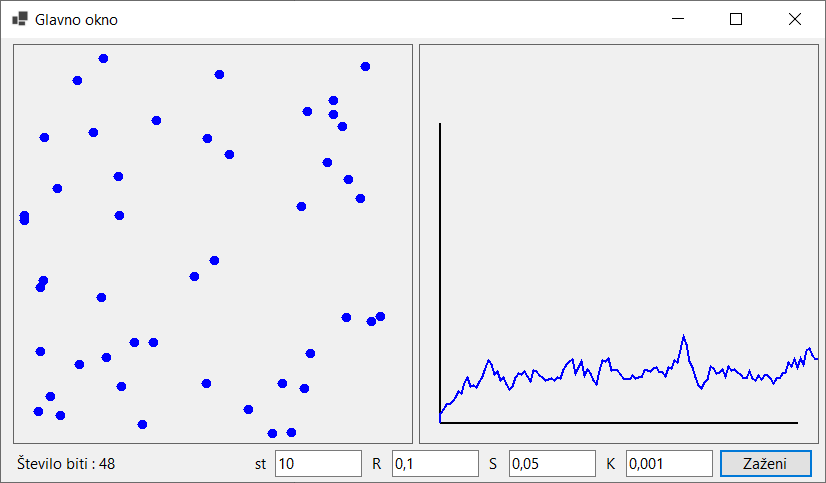 Glavno okno
Število biti : 48 st 10 R 0,1 S 0,05 K 0,001 Zaženi